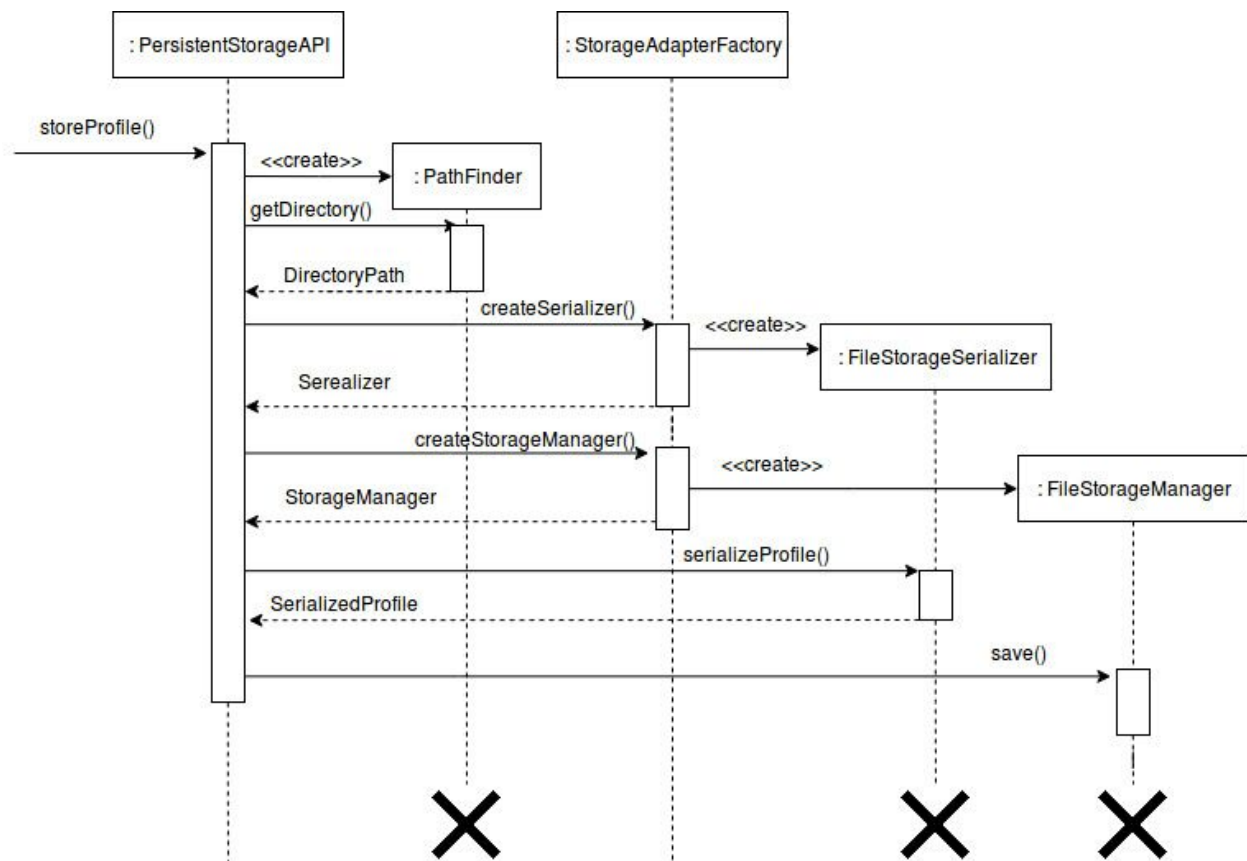 : PersistentStorageAPI
: StorageAdapterFactory
storeProfile()
<<create>>
: PathFinder
getDirectory()
DirectoryPath
createSerializer()
<<create>>
: FileStorageSerializer
Serealizer
createStorageManager()
<<create>>
: FileStorageManager
StorageManager
serializeProfile()
SerializedProfile
save()